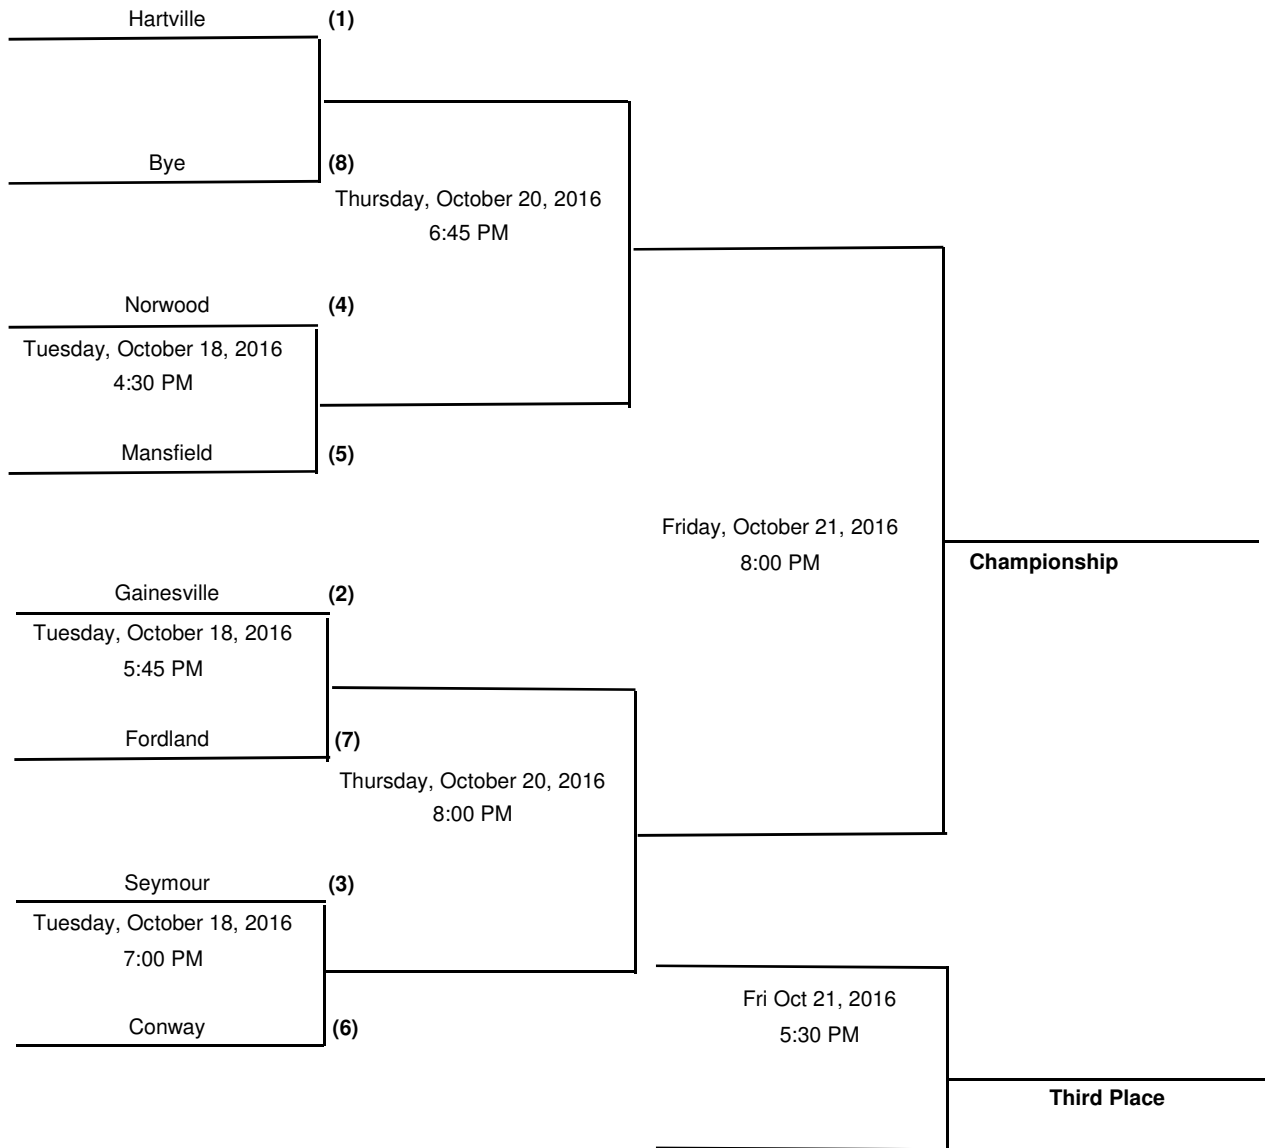 Hartville (1)
Bye (8)
Thursday, October 20, 2016
6:45 PM
Norwood (4)
Tuesday, October 18, 2016
4:30 PM
Mansfield (5)
Friday, October 21, 2016
8:00 PM
Championship
Gainesville (2)
Tuesday, October 18, 2016
5:45 PM
Fordland (7)
Thursday, October 20, 2016
8:00 PM
Seymour (3)
Tuesday, October 18, 2016
7:00 PM
Conway (6)
Fri Oct 21, 2016
5:30 PM
Third Place